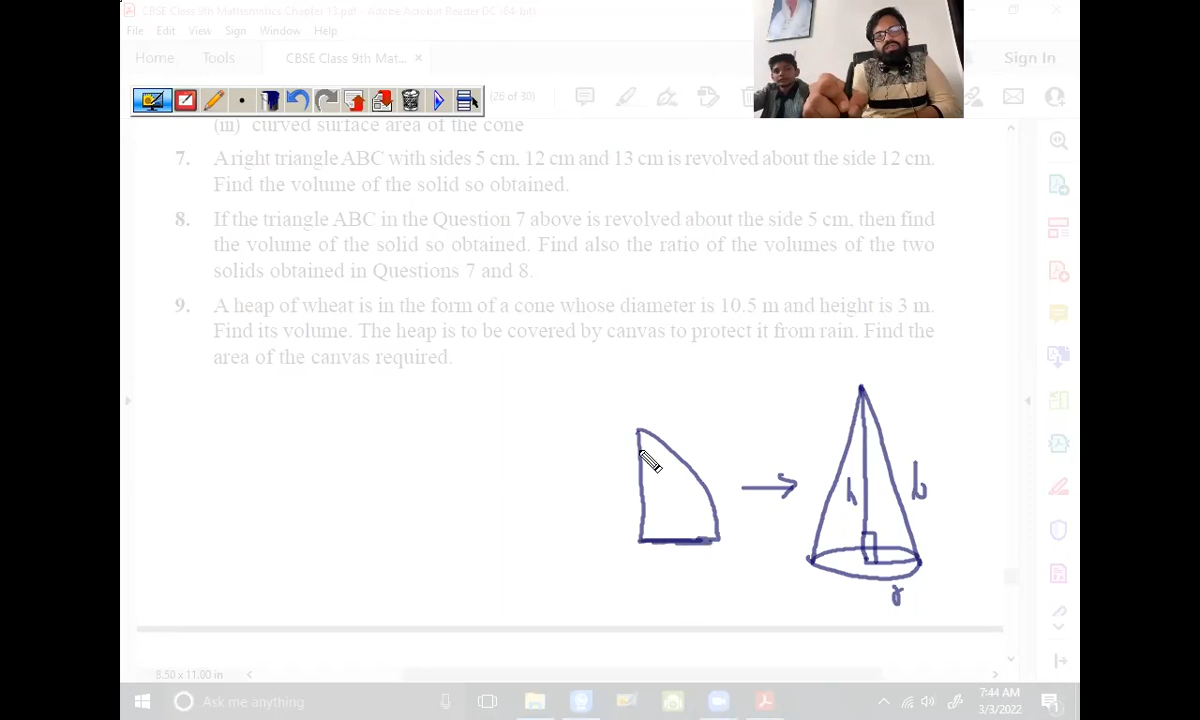 CBSE Class 9th Mathematics Chapter 13.pdf - Adobe Acrobat Reader DC (64-bit)
File Edit View Sign Window Help
Home Tools CBSE Class 9th Mat... × Sign In
(26 of 30)
(iii) curved surface area of the cone
7. A right triangle ABC with sides 5 cm, 12 cm and 13 cm is revolved about the side 12 cm.
Find the volume of the solid so obtained.
8. If the triangle ABC in the Question 7 above is revolved about the side 5 cm, then find
the volume of the solid so obtained. Find also the ratio of the volumes of the two
solids obtained in Questions 7 and 8.
9. A heap of wheat is in the form of a cone whose diameter is 10.5 m and height is 3 m.
Find its volume. The heap is to be covered by canvas to protect it from rain. Find the
area of the canvas required.
h
r
8.50 x 11.00 in
Ask me anything
7:44 AM
3/3/2022